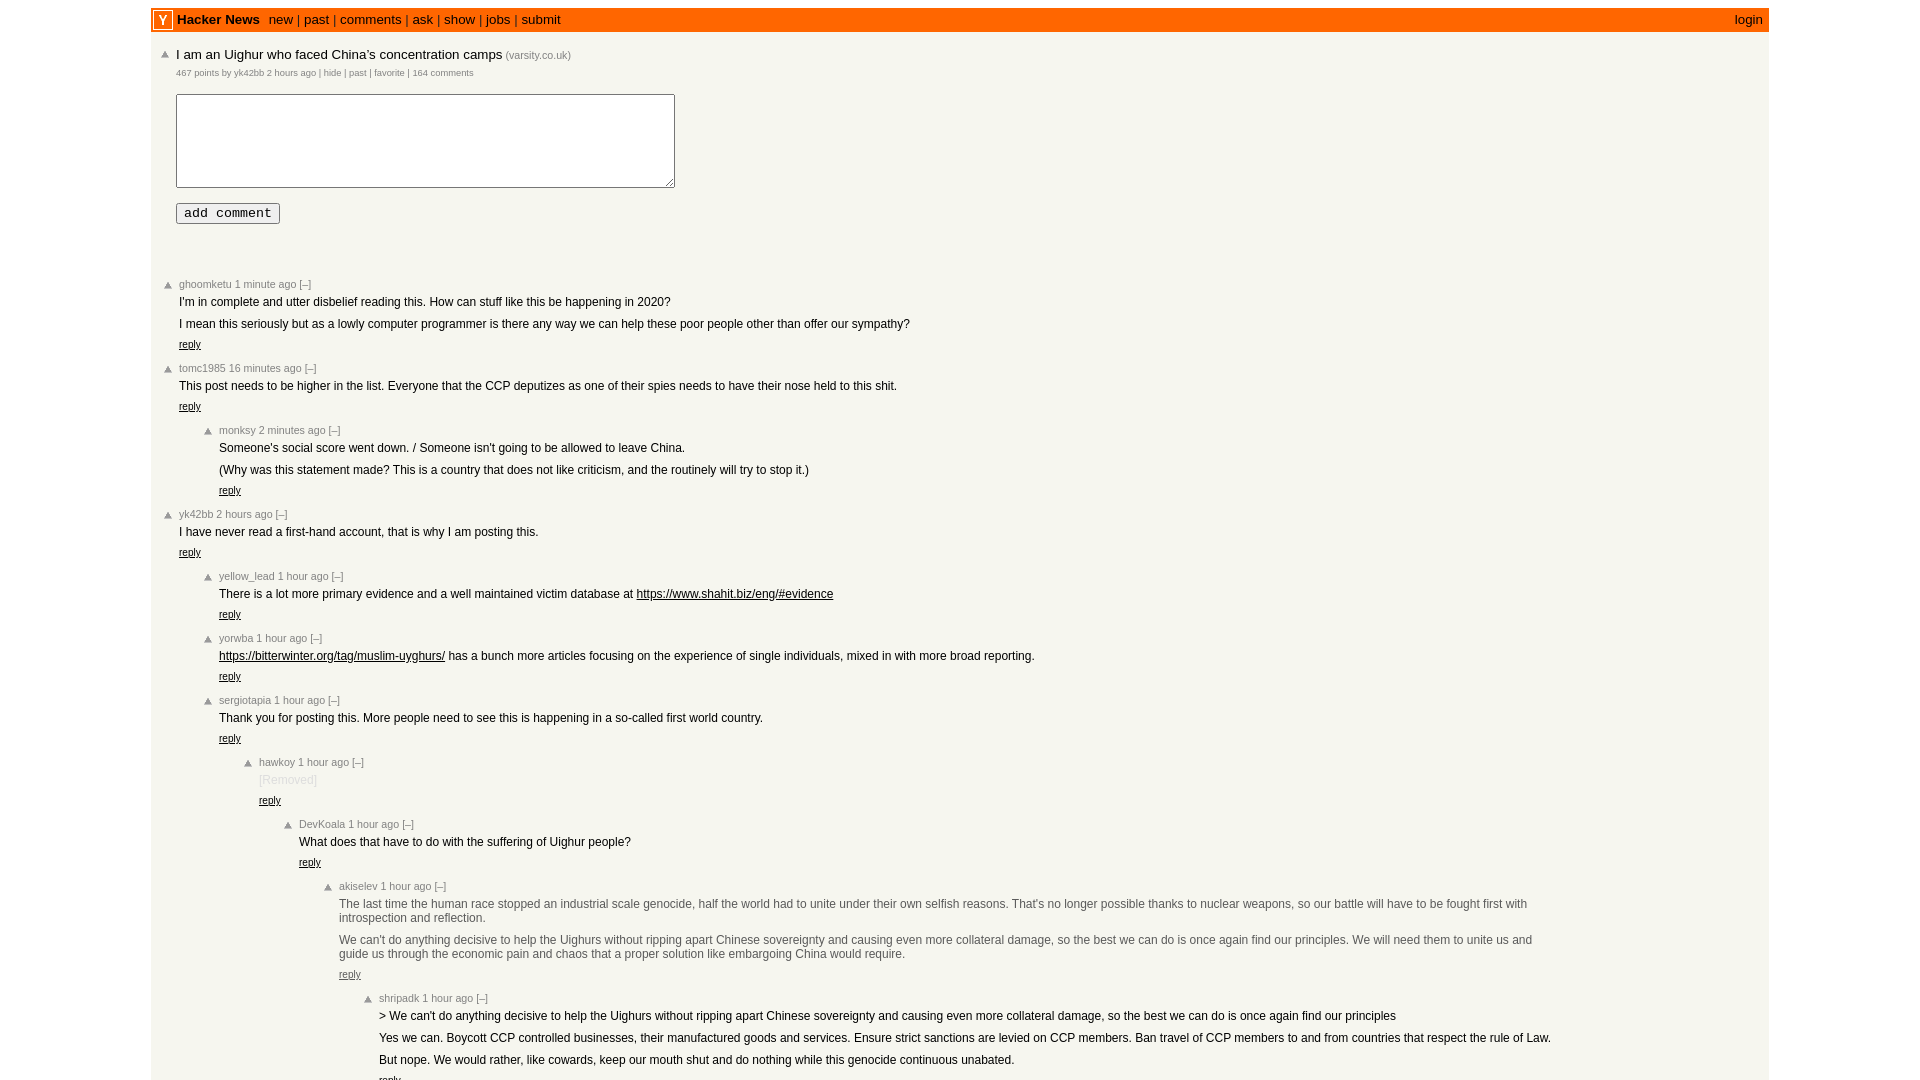 Y Hacker News new | past | comments | ask | show | jobs | submit login
I am an Uighur who faced China’s concentration camps (varsity.co.uk)
467 points by yk42bb 2 hours ago | hide | past | favorite | 164 comments
add comment
ghoomketu 1 minute ago [–]
I'm in complete and utter disbelief reading this. How can stuff like this be happening in 2020?
I mean this seriously but as a lowly computer programmer is there any way we can help these poor people other than offer our sympathy?
reply
tomc1985 16 minutes ago [–]
This post needs to be higher in the list. Everyone that the CCP deputizes as one of their spies needs to have their nose held to this shit.
reply
monksy 2 minutes ago [–]
Someone's social score went down. / Someone isn't going to be allowed to leave China.
(Why was this statement made? This is a country that does not like criticism, and the routinely will try to stop it.)
reply
yk42bb 2 hours ago [–]
I have never read a first-hand account, that is why I am posting this.
reply
yellow_lead 1 hour ago [–]
There is a lot more primary evidence and a well maintained victim database at https://www.shahit.biz/eng/#evidence
reply
yorwba 1 hour ago [–]
https://bitterwinter.org/tag/muslim-uyghurs/ has a bunch more articles focusing on the experience of single individuals, mixed in with more broad reporting.
reply
sergiotapia 1 hour ago [–]
Thank you for posting this. More people need to see this is happening in a so-called first world country.
reply
hawkoy 1 hour ago [–]
[Removed]
reply
DevKoala 1 hour ago [–]
What does that have to do with the suffering of Uighur people?
reply
akiselev 1 hour ago [–]
The last time the human race stopped an industrial scale genocide, half the world had to unite under their own selfish reasons. That's no longer possible thanks to nuclear weapons, so our battle will have to be fought first with
introspection and reflection.
We can't do anything decisive to help the Uighurs without ripping apart Chinese sovereignty and causing even more collateral damage, so the best we can do is once again find our principles. We will need them to unite us and
guide us through the economic pain and chaos that a proper solution like embargoing China would require.
reply
shripadk 1 hour ago [–]
> We can't do anything decisive to help the Uighurs without ripping apart Chinese sovereignty and causing even more collateral damage, so the best we can do is once again find our principles
Yes we can. Boycott CCP controlled businesses, their manufactured goods and services. Ensure strict sanctions are levied on CCP members. Ban travel of CCP members to and from countries that respect the rule of Law.
But nope. We would rather, like cowards, keep our mouth shut and do nothing while this genocide continuous unabated.
reply